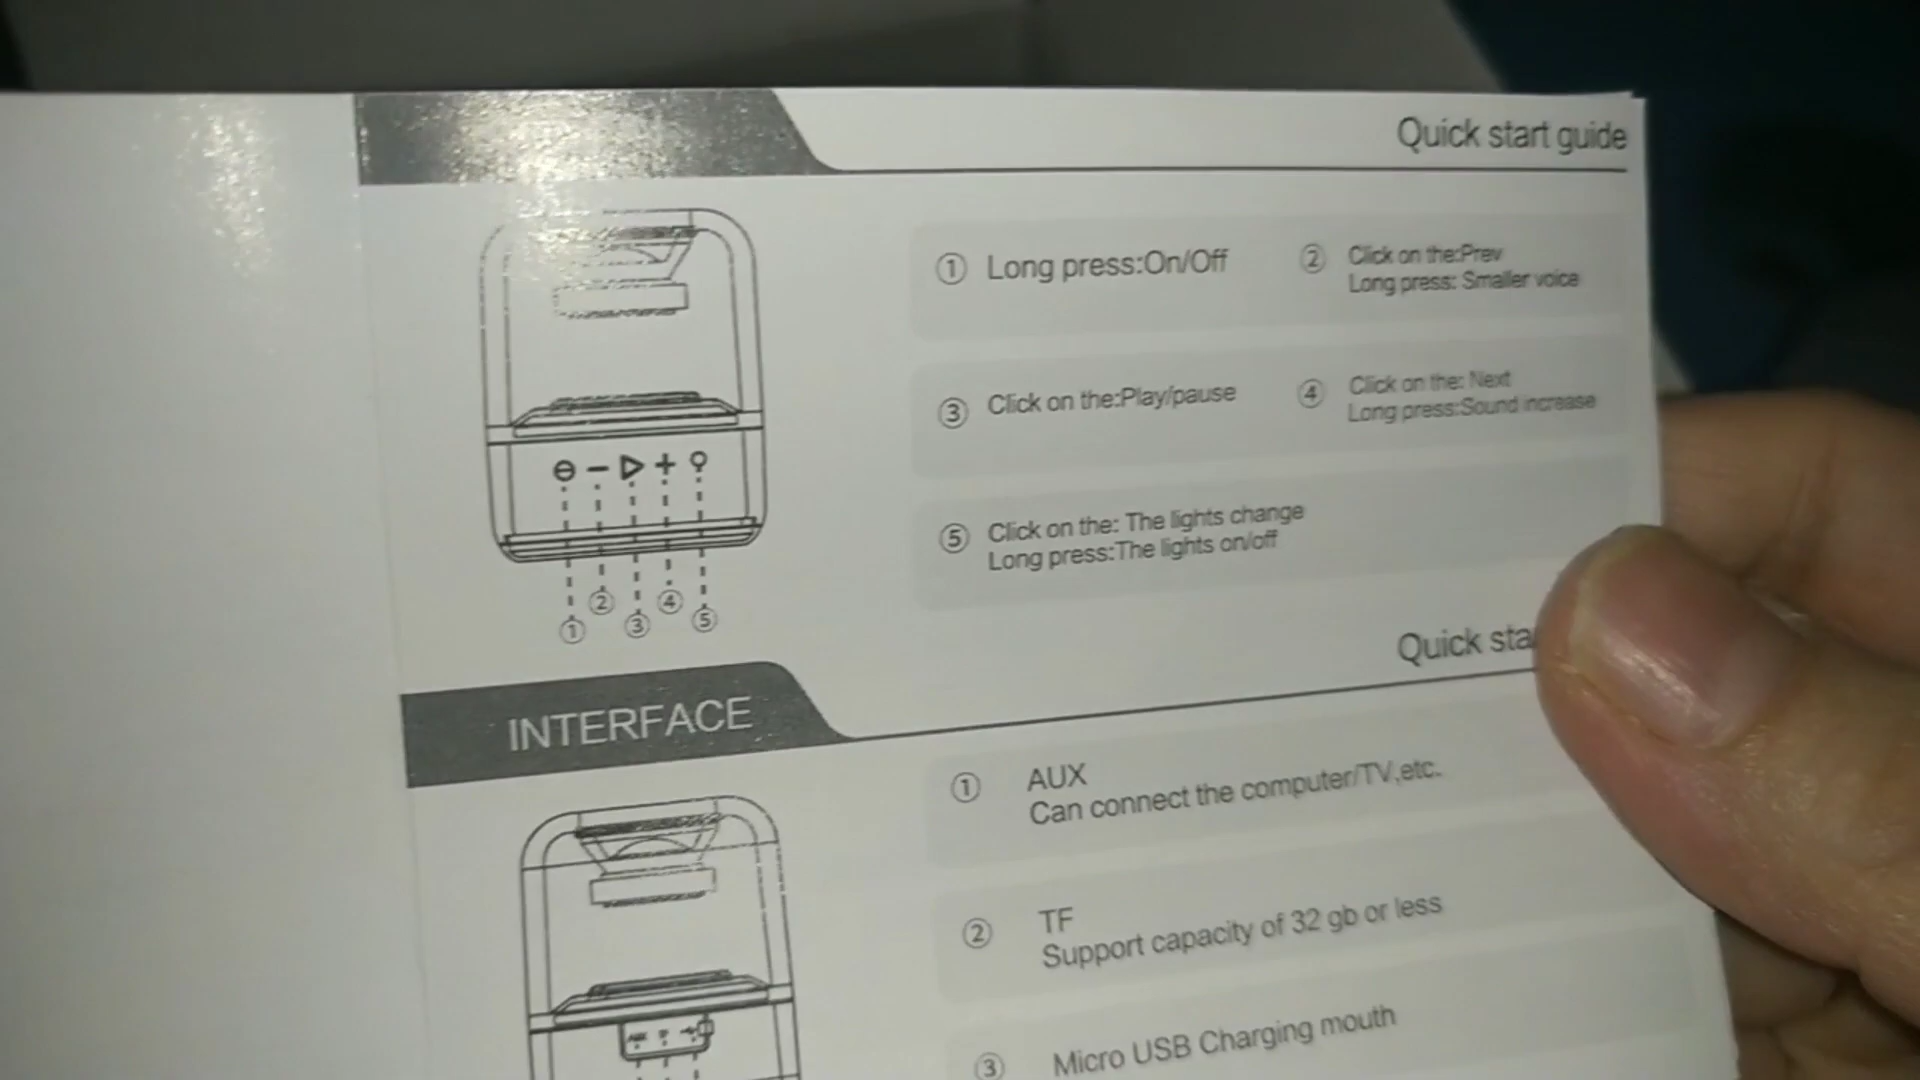 Quick start guide
① Long press:On/Off
② Click on the:Prev
Long press: Smaller voice
③ Click on the:Play/pause
④ Click on the: Next
Long press:Sound increase
⑤ Click on the: The lights change
Long press:The lights on/off
② ④
① ③ ⑤
Quick
INTERFACE
① AUX
Can connect the computer/TV,etc.
② TF
Support capacity of 32 gb or less
③ Micro USB Charging mouth
AUX